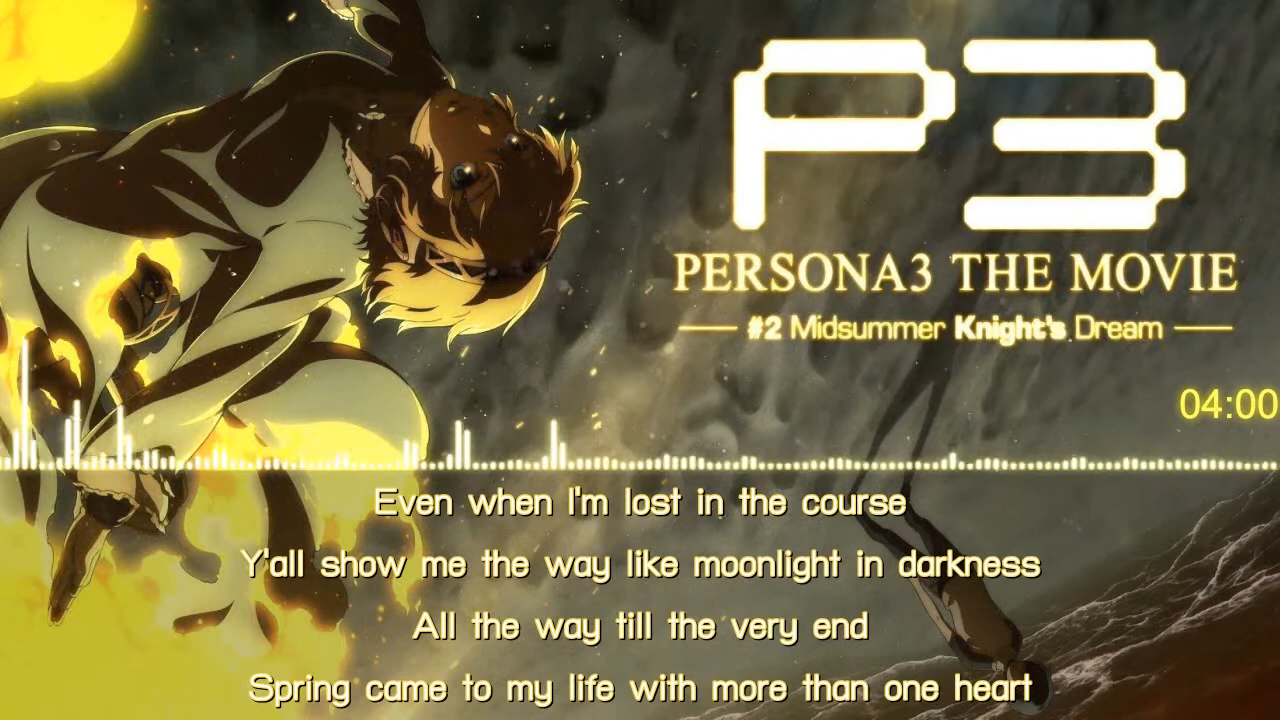 P3
PERSONA3 THE MOVIE
#2 Midsummer Knight's Dream
04:00
Even when I'm lost in the course
Y'all show me the way like moonlight in darkness
All the way till the very end
Spring came to my life with more than one heart